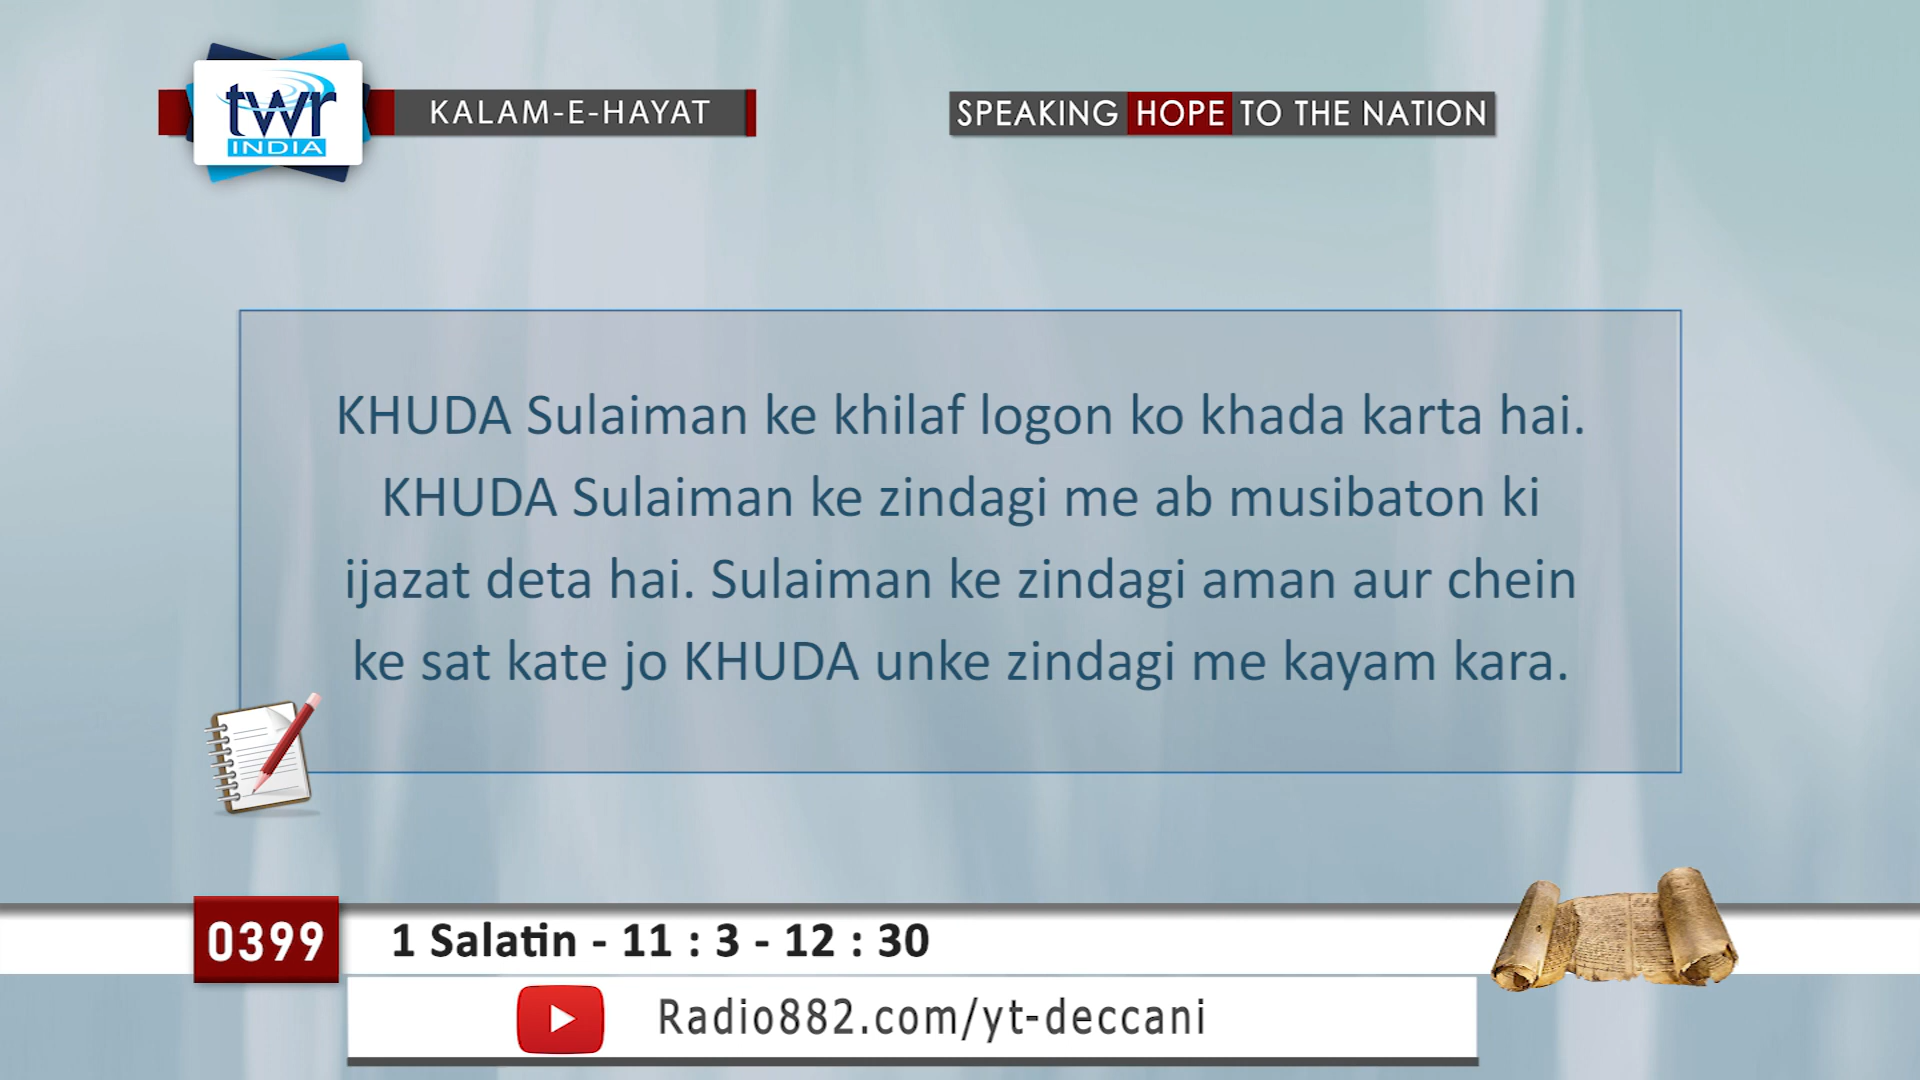 twr
INDIA
KALAM-E-HAYAT
SPEAKING HOPE TO THE NATION
KHUDA Sulaiman ke khilaf logon ko khada karta hai.
KHUDA Sulaiman ke zindagi me ab musibaton ki
ijazat deta hai. Sulaiman ke zindagi aman aur chein
ke sat kate jo KHUDA unke zindagi me kayam kara.
0399
1 Salatin - 11 : 3 - 12 : 30
Radio882.com/yt-deccani